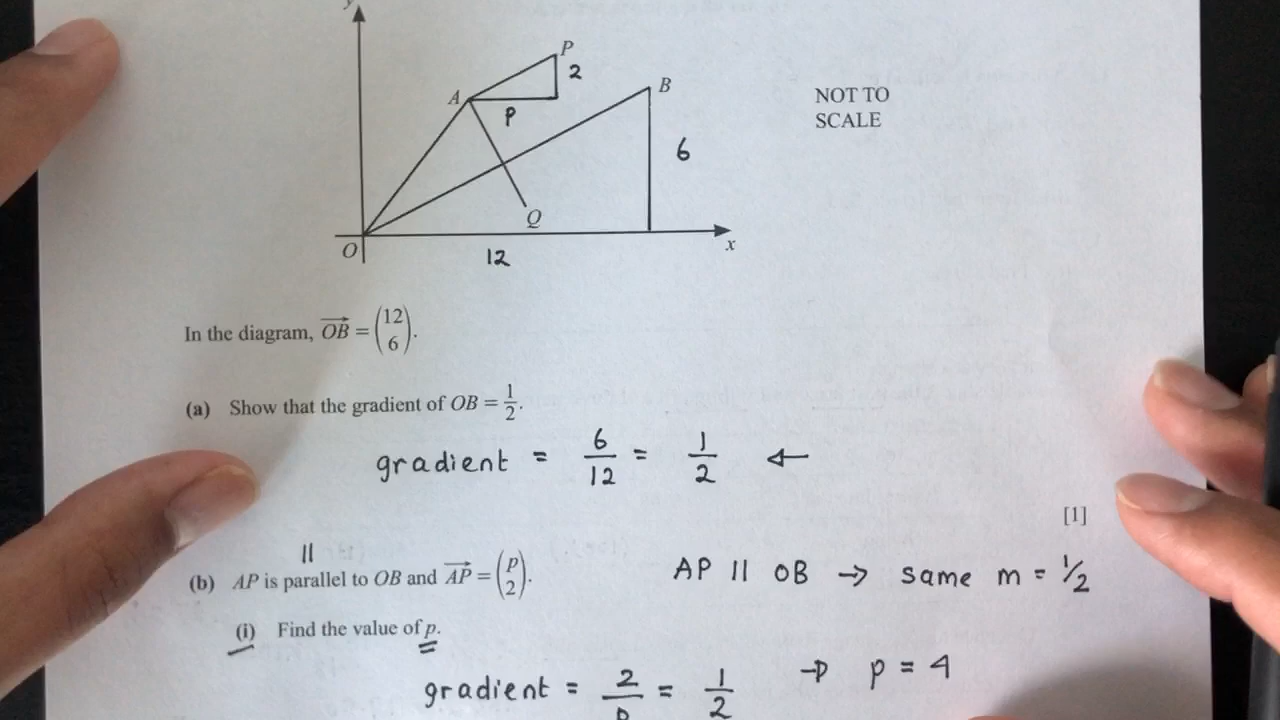 y
P
2
A
P
B
NOT TO
SCALE
6
Q
O
x
12
In the diagram, →OB = (12 6).
(a) Show that the gradient of OB = 1/2.
gradient = 6/12 = 1/2 ←
[1]
||
(b) AP is parallel to OB and →AP = (p 2).
AP || OB → same m = 1/2
(i) Find the value of p.
gradient = 2/p = 1/2 → p = 4